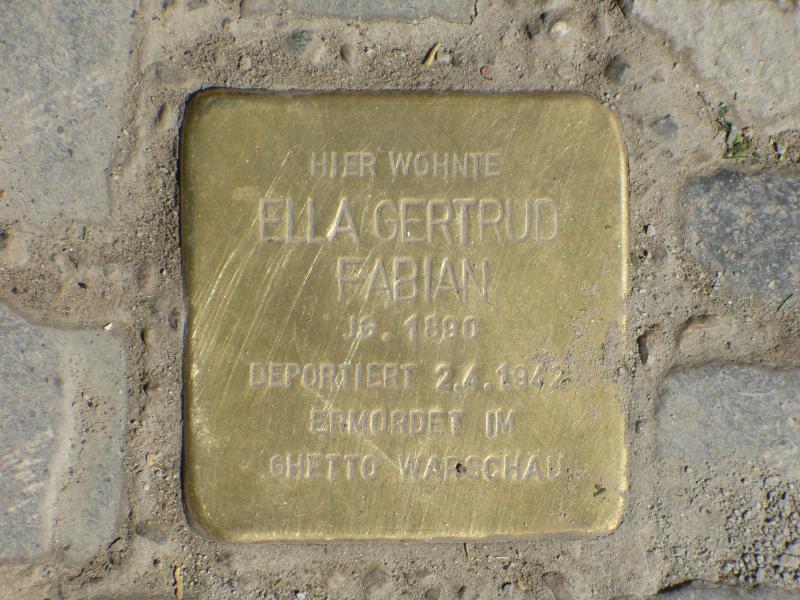 HIER WOHNTE
ELLA GERTRUD
FABIAN
JG. 1890
DEPORTIERT 2.4.1942
ERMORDET IM
GHETTO WARSCHAU